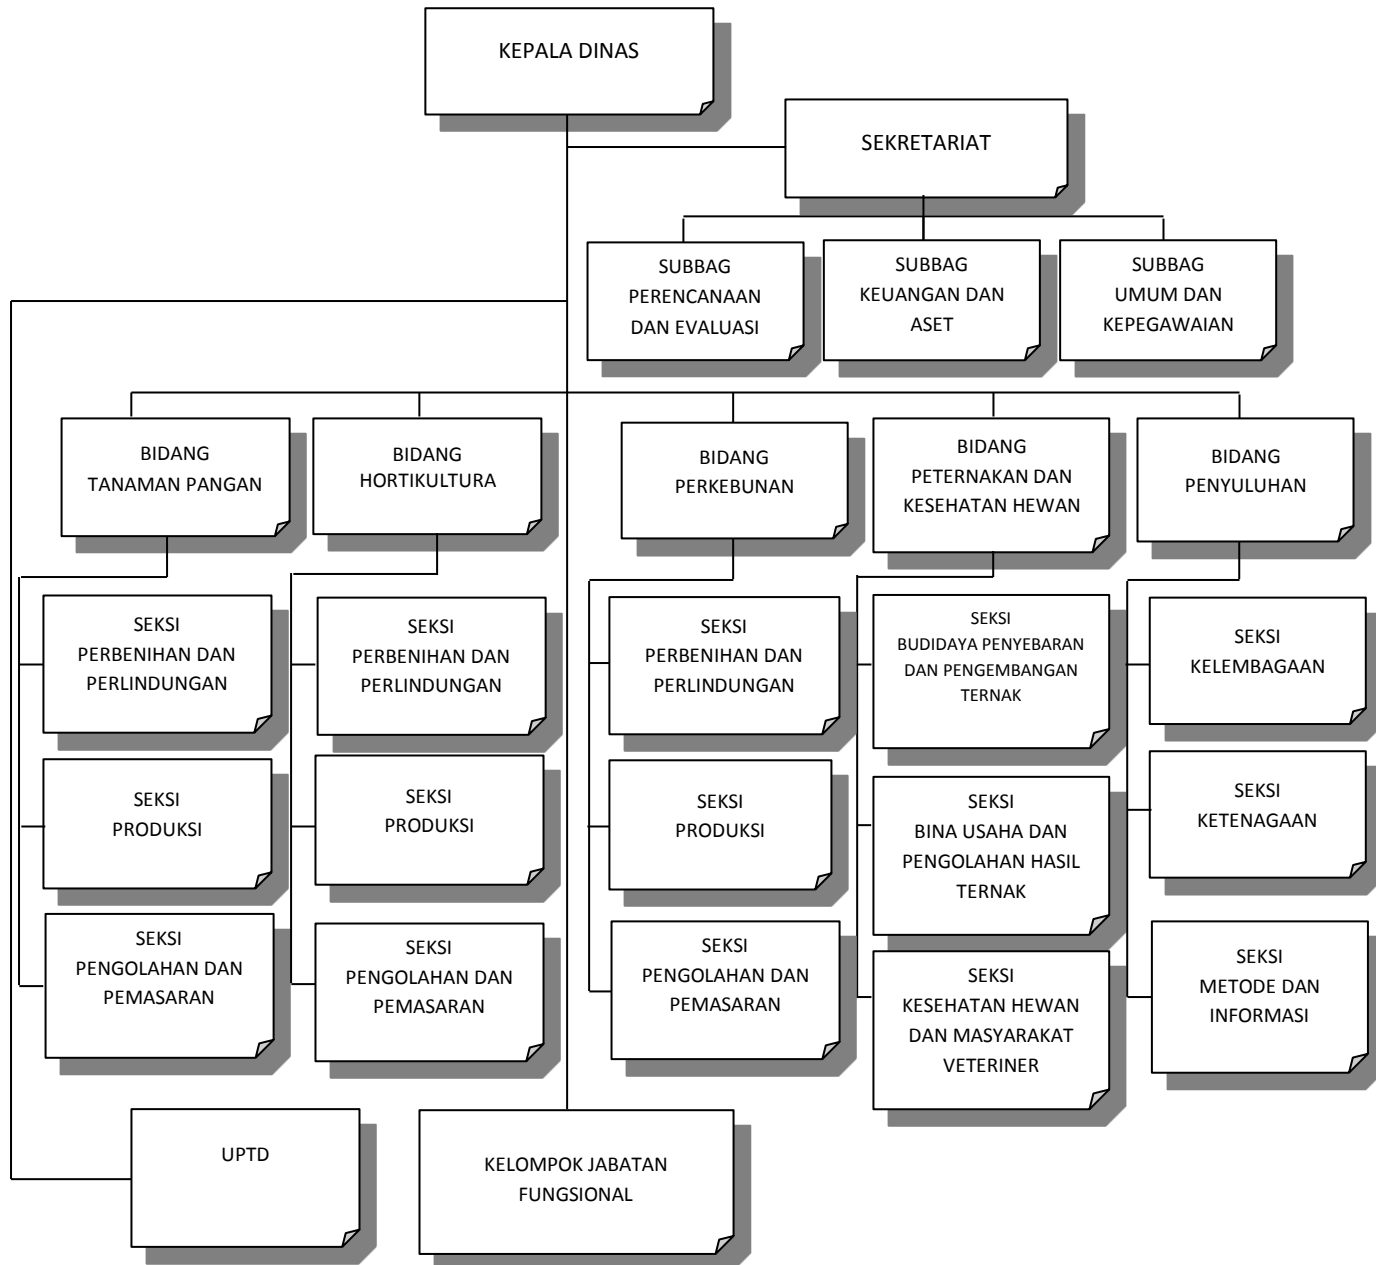 KEPALA DINAS
SEKRETARIAT
SUBBAG
PERENCANAAN
DAN EVALUASI
SUBBAG
KEUANGAN DAN
ASET
SUBBAG
UMUM DAN
KEPEGAWAIAN
BIDANG
TANAMAN PANGAN
BIDANG
HORTIKULTURA
BIDANG
PERKEBUNAN
BIDANG
PETERNAKAN DAN
KESEHATAN HEWAN
BIDANG
PENYULUHAN
SEKSI
PERBENIHAN DAN
PERLINDUNGAN
SEKSI
PERBENIHAN DAN
PERLINDUNGAN
SEKSI
PERBENIHAN DAN
PERLINDUNGAN
SEKSI
BUDIDAYA PENYEBARAN
DAN PENGEMBANGAN
TERNAK
SEKSI
KELEMBAGAAN
SEKSI
PRODUKSI
SEKSI
PRODUKSI
SEKSI
PRODUKSI
SEKSI
BINA USAHA DAN
PENGOLAHAN HASIL
TERNAK
SEKSI
KETENAGAAN
SEKSI
PENGOLAHAN DAN
PEMASARAN
SEKSI
PENGOLAHAN DAN
PEMASARAN
SEKSI
PENGOLAHAN DAN
PEMASARAN
SEKSI
KESEHATAN HEWAN
DAN MASYARAKAT
VETERINER
SEKSI
METODE DAN
INFORMASI
UPTD
KELOMPOK JABATAN
FUNGSIONAL